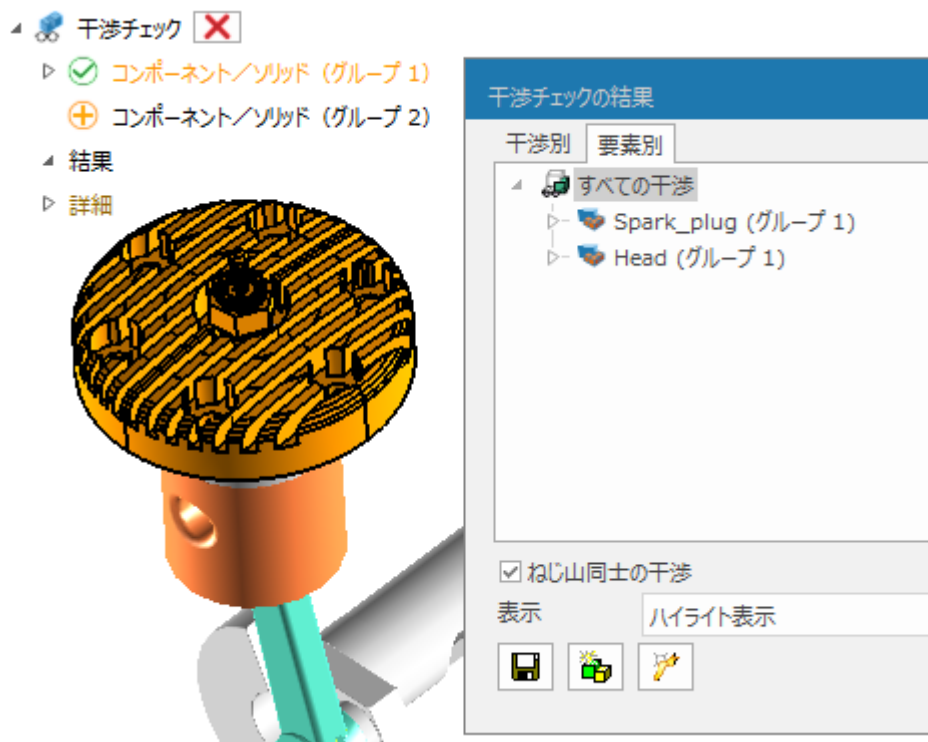 干渉チェック
コンポーネント／ソリッド（グループ 1）
コンポーネント／ソリッド（グループ 2）
結果
詳細
干渉チェックの結果
干渉別 要素別
すべての干渉
Spark_plug (グループ 1)
Head (グループ 1)
ねじ山同士の干渉
表示 ハイライト表示